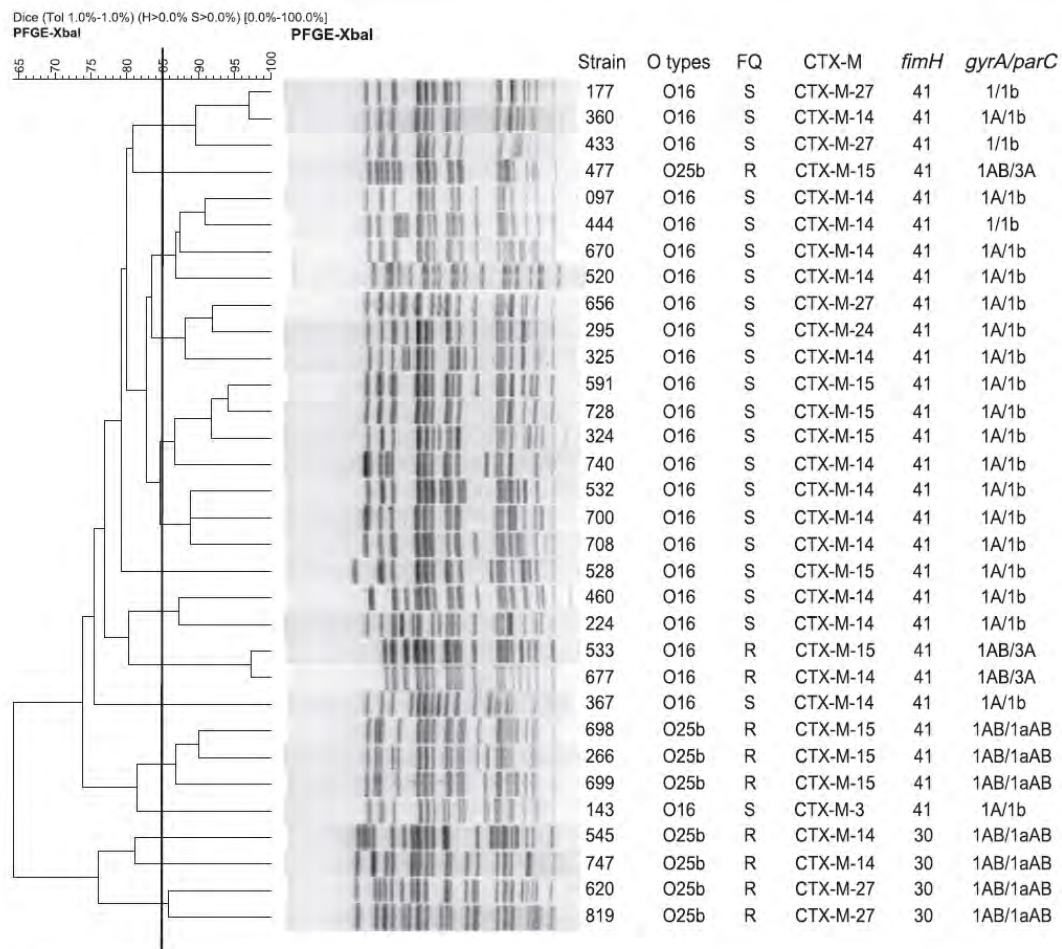 Dice (Tol 1.0%-1.0%) (H>0.0% S>0.0%) [0.0%-100.0%]
PFGE-XbaI PFGE-XbaI
65 70 75 80 85 90 95 100
Strain O types FQ CTX-M fimH gyrA/parC
177 O16 S CTX-M-27 41 1/1b
360 O16 S CTX-M-14 41 1A/1b
433 O16 S CTX-M-27 41 1/1b
477 O25b R CTX-M-15 41 1AB/3A
097 O16 S CTX-M-14 41 1A/1b
444 O16 S CTX-M-14 41 1/1b
670 O16 S CTX-M-14 41 1A/1b
520 O16 S CTX-M-14 41 1A/1b
656 O16 S CTX-M-27 41 1A/1b
295 O16 S CTX-M-24 41 1A/1b
325 O16 S CTX-M-14 41 1A/1b
591 O16 S CTX-M-15 41 1A/1b
728 O16 S CTX-M-15 41 1A/1b
324 O16 S CTX-M-15 41 1A/1b
740 O16 S CTX-M-14 41 1A/1b
532 O16 S CTX-M-14 41 1A/1b
700 O16 S CTX-M-14 41 1A/1b
708 O16 S CTX-M-14 41 1A/1b
528 O16 S CTX-M-15 41 1A/1b
460 O16 S CTX-M-14 41 1A/1b
224 O16 S CTX-M-14 41 1A/1b
533 O16 R CTX-M-15 41 1AB/3A
677 O16 R CTX-M-14 41 1AB/3A
367 O16 S CTX-M-14 41 1A/1b
698 O25b R CTX-M-15 41 1AB/1aAB
266 O25b R CTX-M-15 41 1AB/1aAB
699 O25b R CTX-M-15 41 1AB/1aAB
143 O16 S CTX-M-3 41 1A/1b
545 O25b R CTX-M-14 30 1AB/1aAB
747 O25b R CTX-M-14 30 1AB/1aAB
620 O25b R CTX-M-27 30 1AB/1aAB
819 O25b R CTX-M-27 30 1AB/1aAB